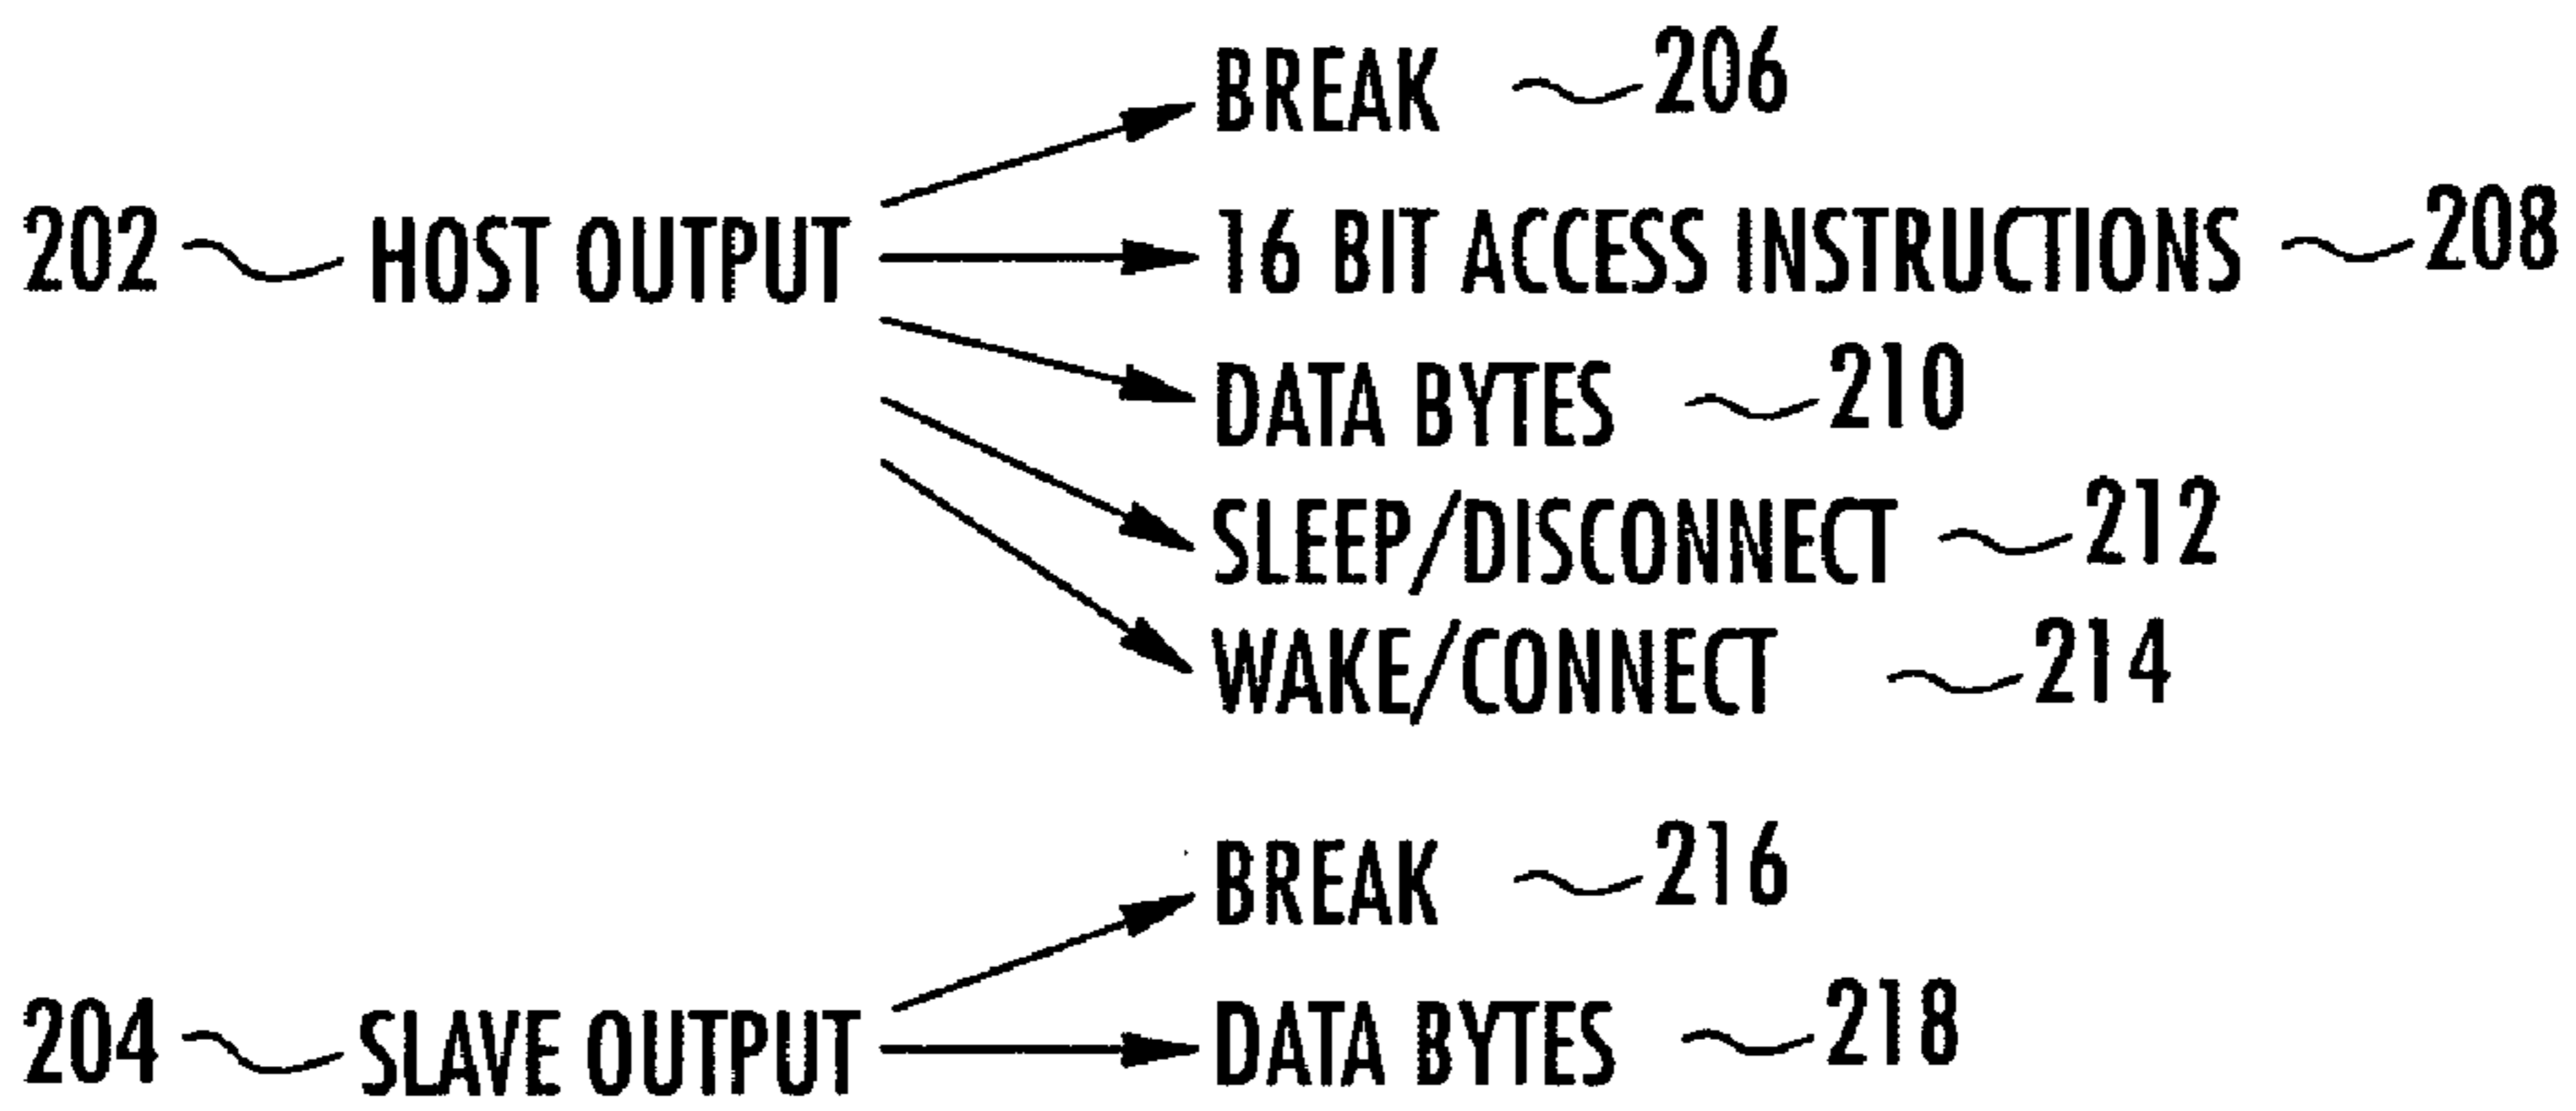 BREAK 206
202 HOST OUTPUT 16 BIT ACCESS INSTRUCTIONS 208
DATA BYTES 210
SLEEP/DISCONNECT 212
WAKE/CONNECT 214
BREAK 216
204 SLAVE OUTPUT DATA BYTES 218